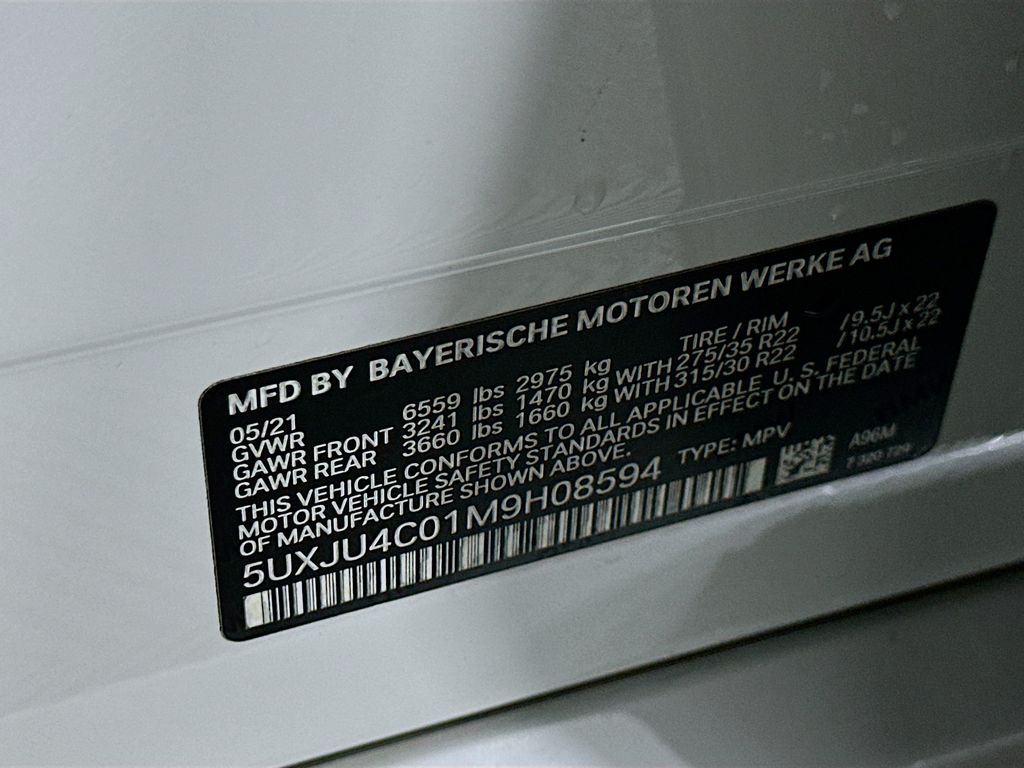 MFD BY BAYERISCHE MOTOREN WERKE AG
05/21 TIRE / RIM
GVWR 6559 lbs 2975 kg
GAWR FRONT 3241 lbs 1470 kg WITH 275/35 R22 /9.5J x 22
GAWR REAR 3660 lbs 1660 kg WITH 315/30 R22 /10.5J x 22
THIS VEHICLE CONFORMS TO ALL APPLICABLE U. S. FEDERAL
MOTOR VEHICLE SAFETY STANDARDS IN EFFECT ON THE DATE
OF MANUFACTURE SHOWN ABOVE.
5UXJU4C01M9H08594 TYPE: MPV
A96M